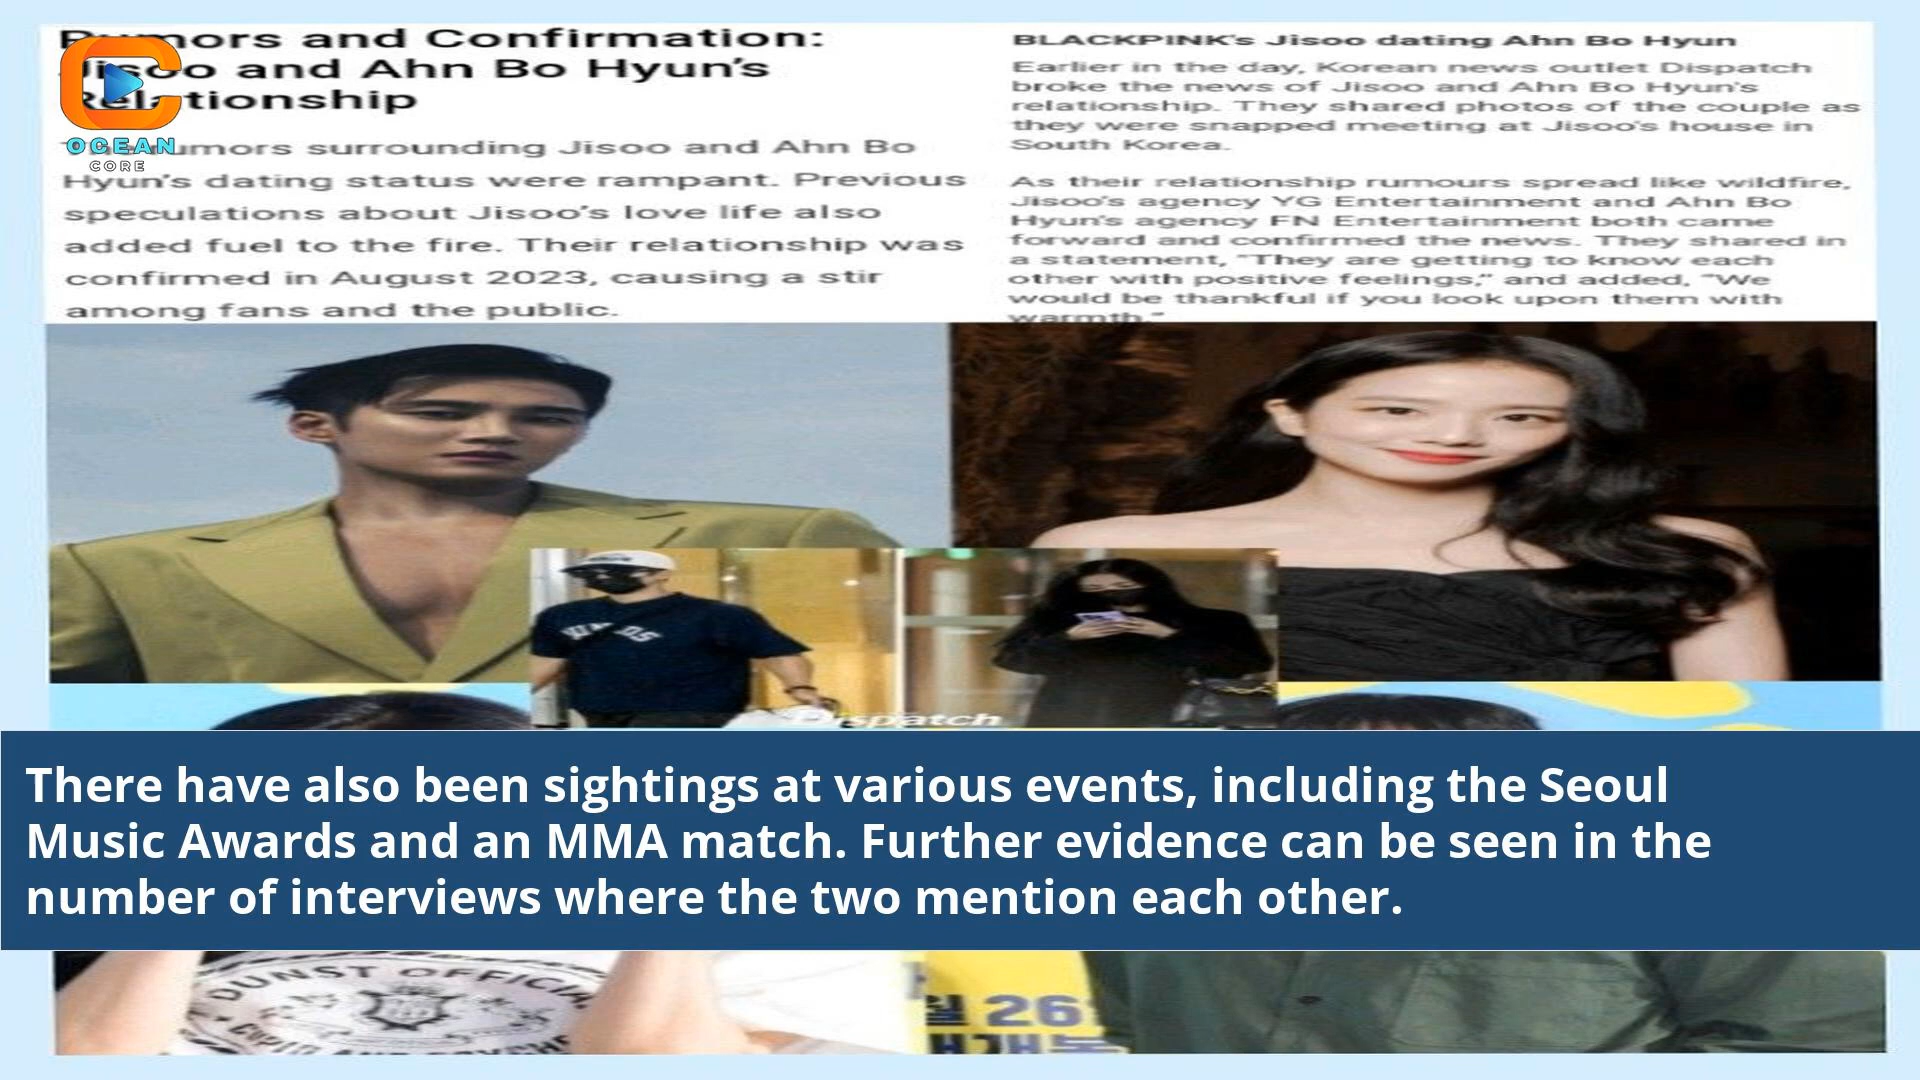 Rumors and Confirmation:
Jisoo and Ahn Bo Hyun's
Relationship
OCEAN
CORE
rumors surrounding Jisoo and Ahn Bo
Hyun's dating status were rampant. Previous
speculations about Jisoo's love life also
added fuel to the fire. Their relationship was
confirmed in August 2023, causing a stir
among fans and the public.
BLACKPINK's Jisoo dating Ahn Bo Hyun
Earlier in the day, Korean news outlet Dispatch
broke the news of Jisoo and Ahn Bo Hyun's
relationship. They shared photos of the couple as
they were snapped meeting at Jisoo's house in
South Korea.
As their relationship rumours spread like wildfire,
Jisoo's agency YG Entertainment and Ahn Bo
Hyun's agency FN Entertainment both came
forward and confirmed the news. They shared in
a statement, "They are getting to know each
other with positive feelings," and added, "We
would be thankful if you look upon them with
warmth."
Dispatch
There have also been sightings at various events, including the Seoul
Music Awards and an MMA match. Further evidence can be seen in the
number of interviews where the two mention each other.
DUNST OFFICIAL
26